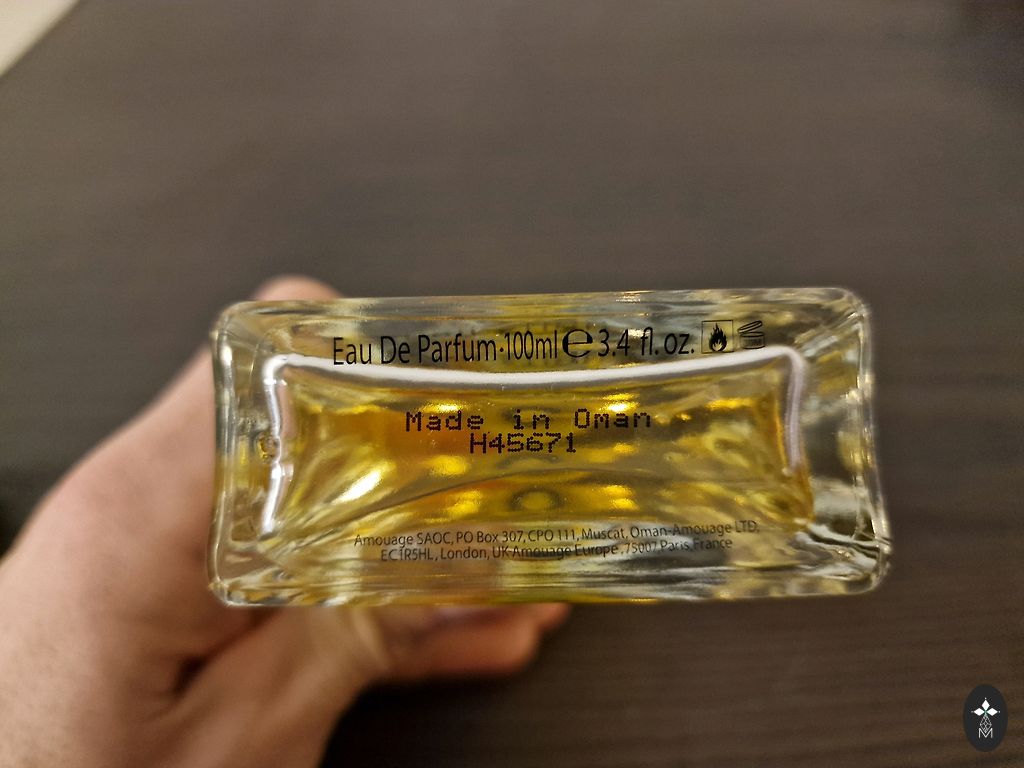 Eau De Parfum·100ml ℮ 3.4 fl. oz.
Made in Oman
H45671
Amouage SAOC, PO Box 307, CPO 111, Muscat, Oman-Amouage LTD,
EC1R5HL, London, UK Amouage Europe, 75007 Paris, France